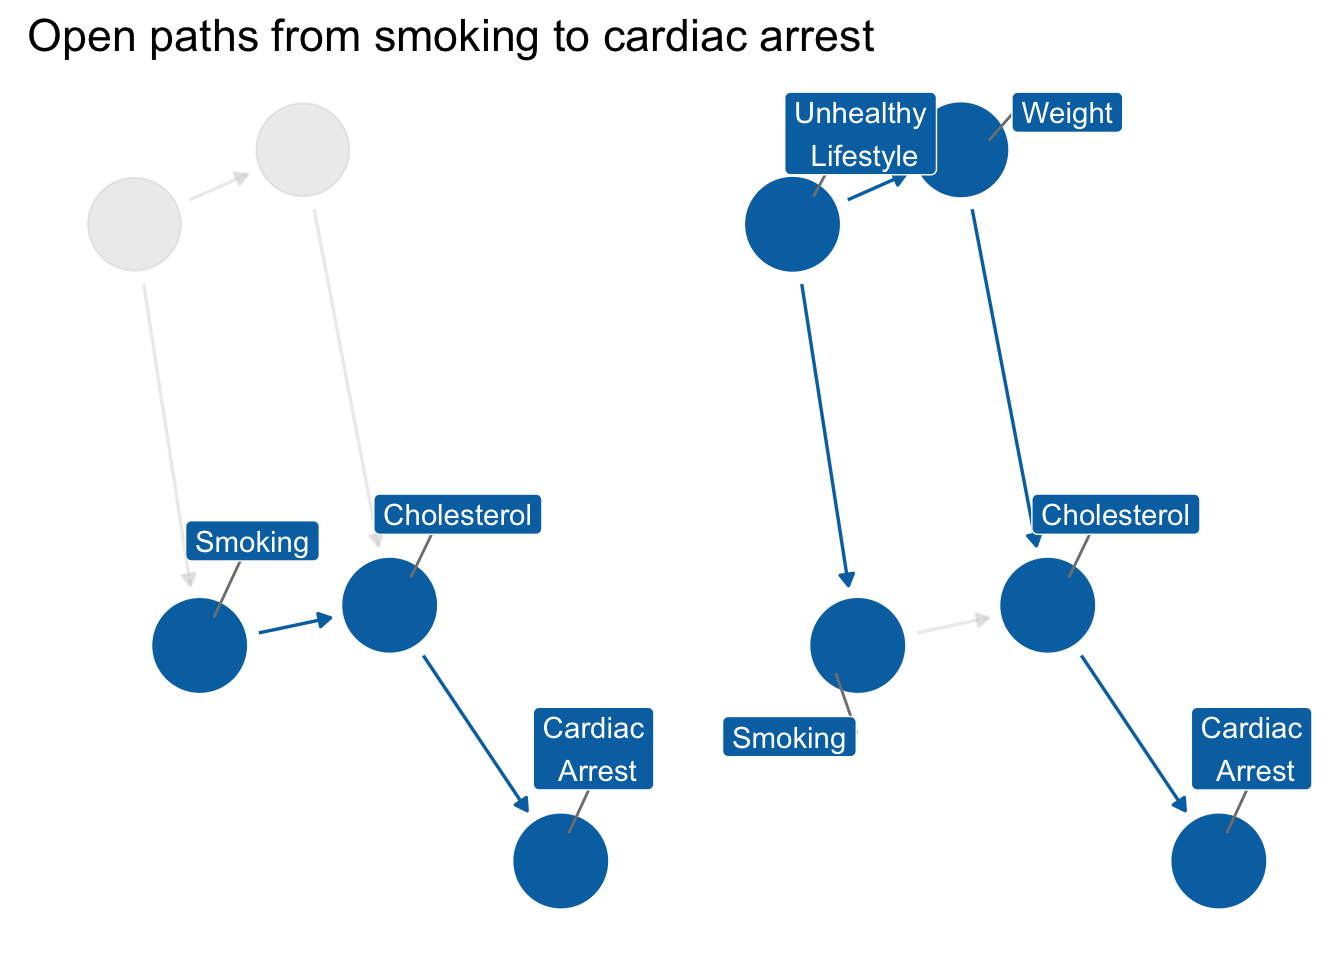 Open paths from smoking to cardiac arrest
Smoking
Cholesterol
Cardiac
Arrest
Unhealthy
Lifestyle
Weight
Cholesterol
Smoking
Cardiac
Arrest